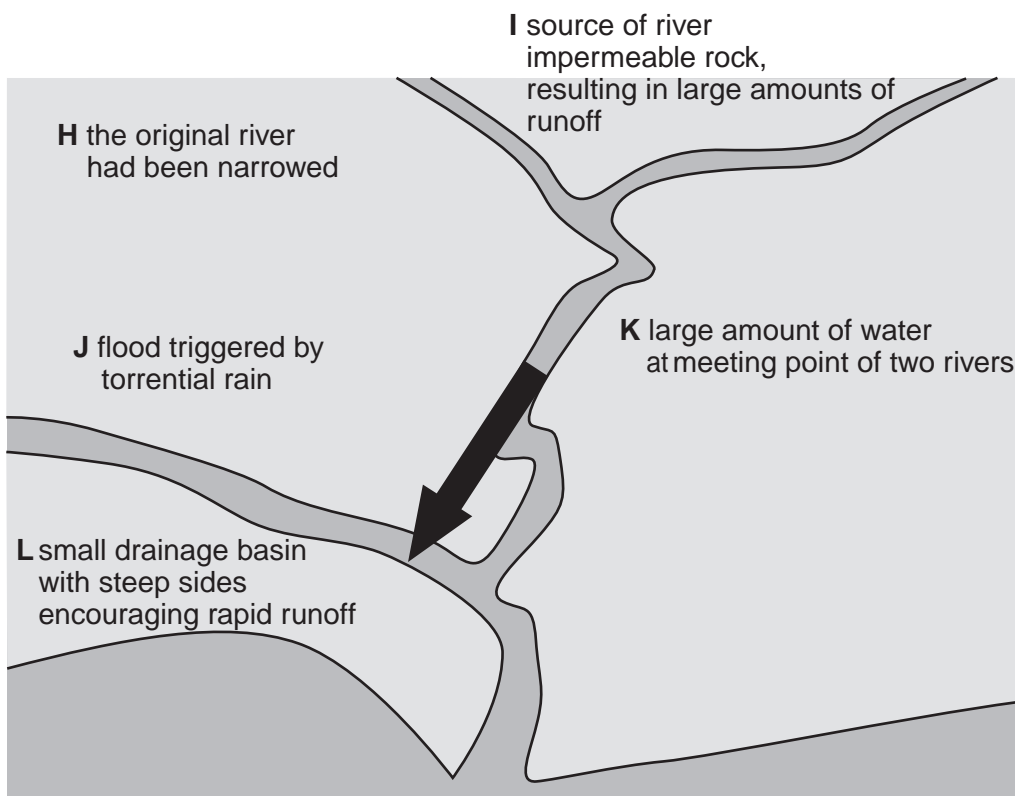 I source of river
impermeable rock,
resulting in large amounts of
runoff
H the original river
had been narrowed
J flood triggered by
torrential rain
K large amount of water
at meeting point of two rivers
L small drainage basin
with steep sides
encouraging rapid runoff